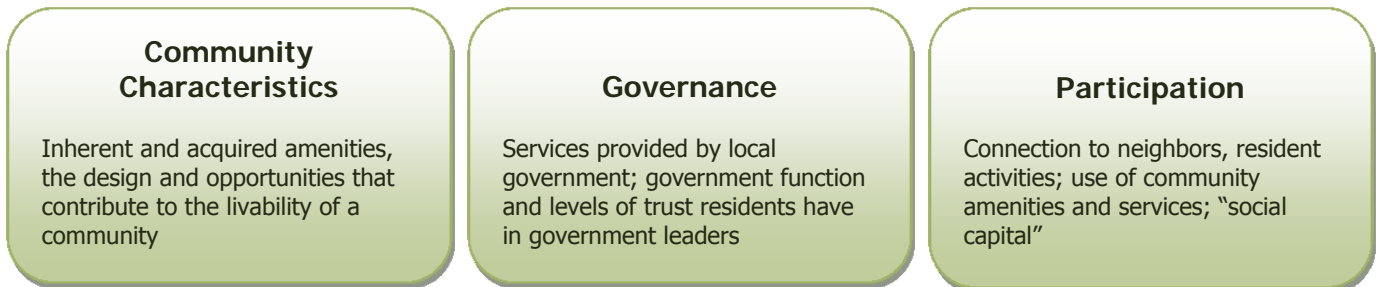 Community
Characteristics
Inherent and acquired amenities,
the design and opportunities that
contribute to the livability of a
community
Governance
Services provided by local
government; government function
and levels of trust residents have
in government leaders
Participation
Connection to neighbors, resident
activities; use of community
amenities and services; “social
capital”